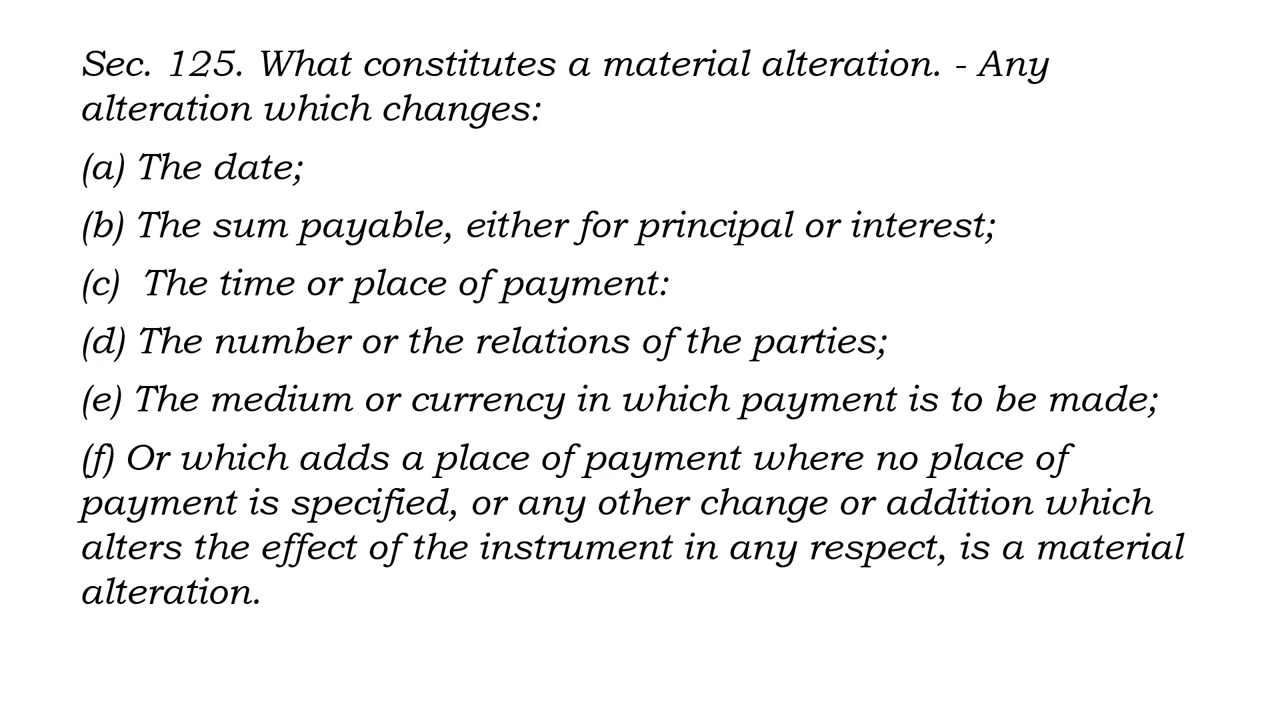 Sec. 125. What constitutes a material alteration. - Any
alteration which changes:
(a) The date;
(b) The sum payable, either for principal or interest;
(c)  The time or place of payment:
(d) The number or the relations of the parties;
(e) The medium or currency in which payment is to be made;
(f) Or which adds a place of payment where no place of
payment is specified, or any other change or addition which
alters the effect of the instrument in any respect, is a material
alteration.